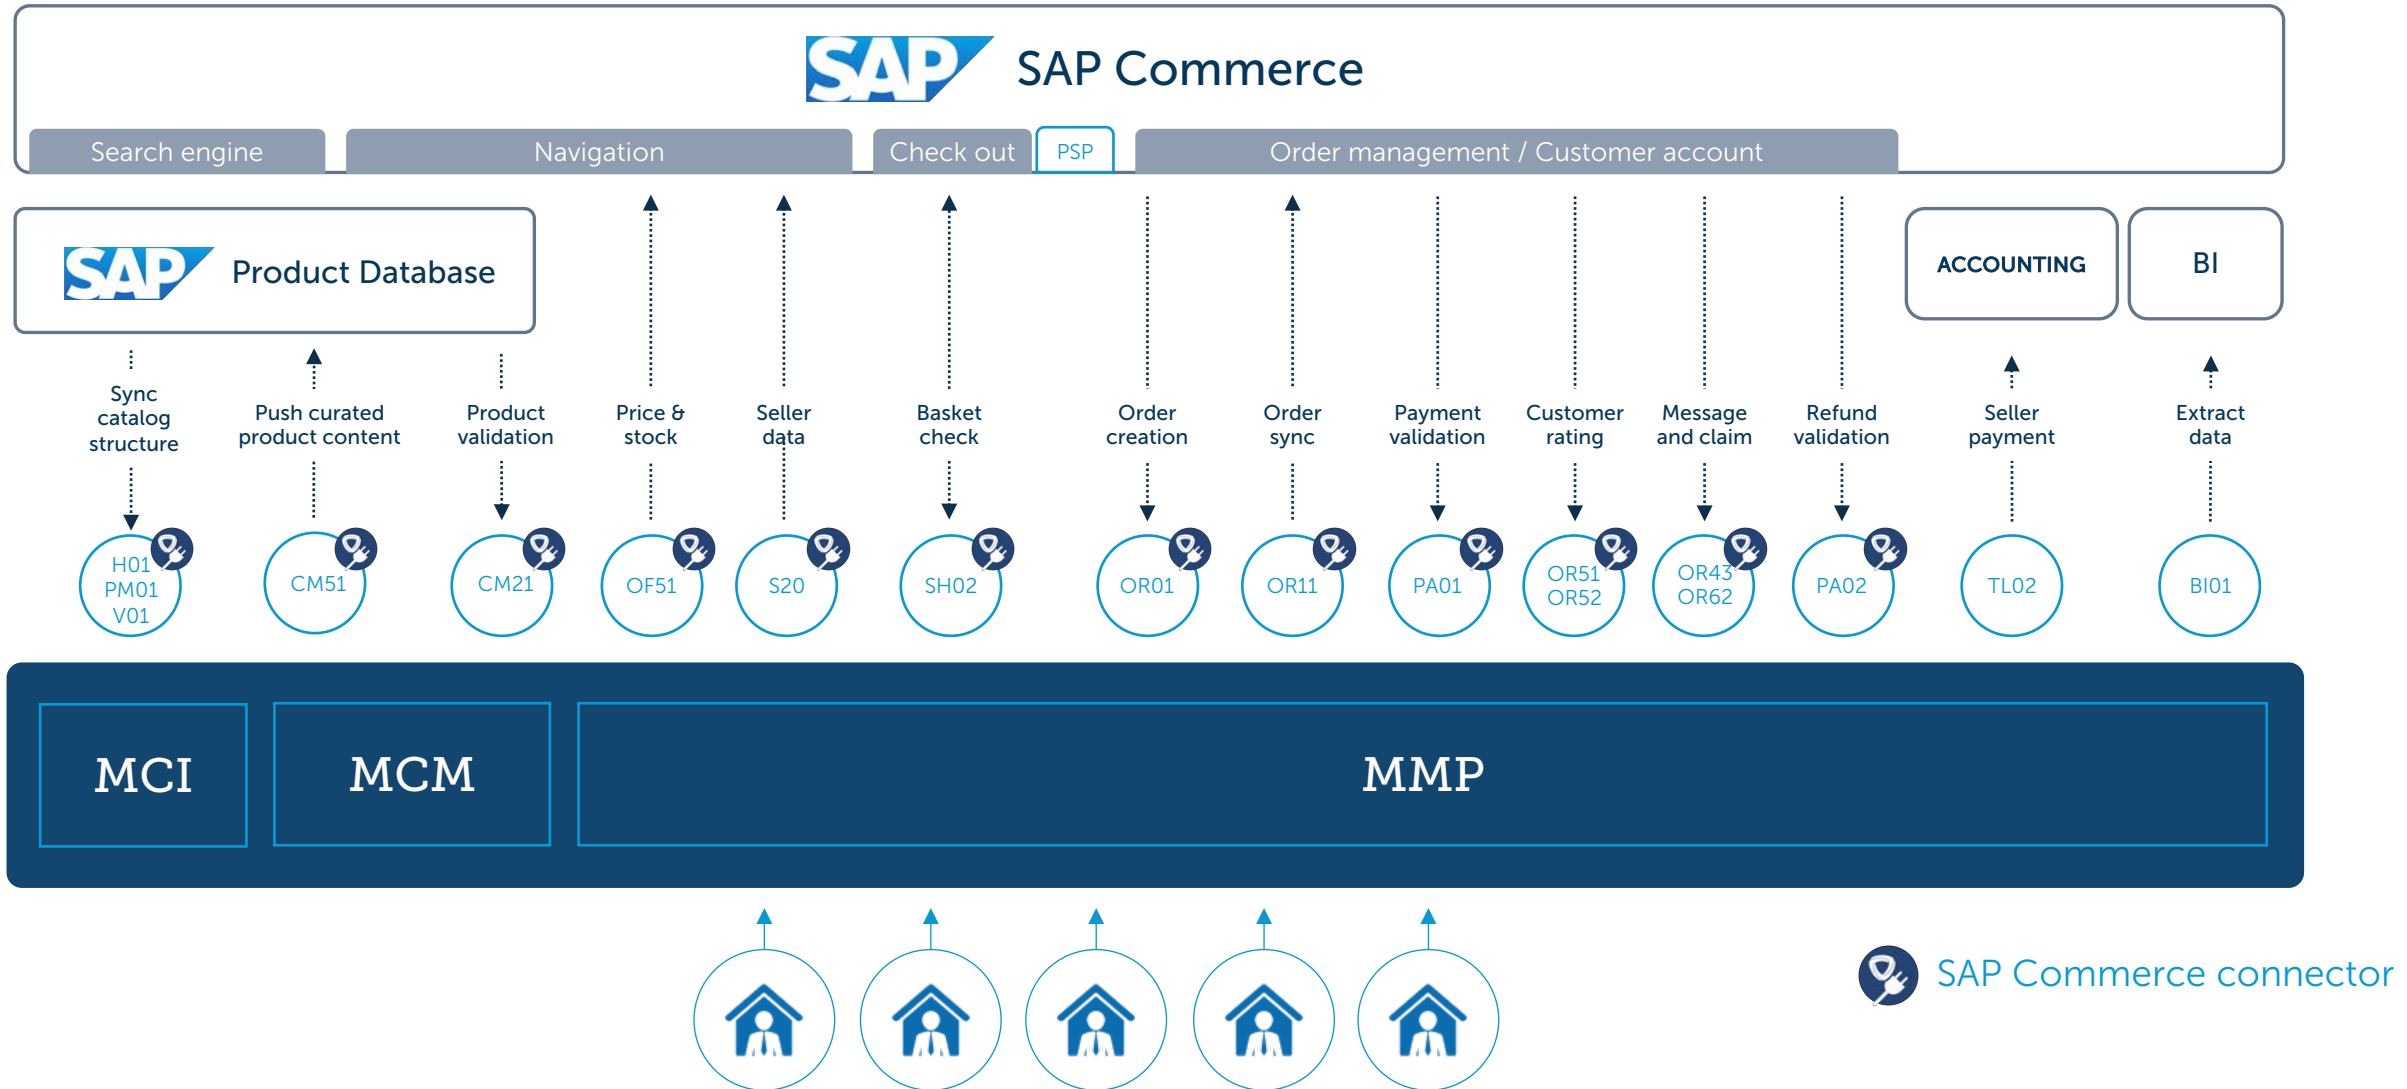 SAP SAP Commerce
Search engine
Navigation
Check out
PSP
Order management / Customer account
SAP Product Database
ACCOUNTING
BI
Sync
catalog
structure
Push curated
product content
Product
validation
Price &
stock
Seller
data
Basket
check
Order
creation
Order
sync
Payment
validation
Customer
rating
Message
and claim
Refund
validation
Seller
payment
Extract
data
H01
PM01
V01
CM51
CM21
OF51
S20
SH02
OR01
OR11
PA01
OR51
OR52
OR43
OR62
PA02
TL02
BI01
MCI
MCM
MMP
SAP Commerce connector